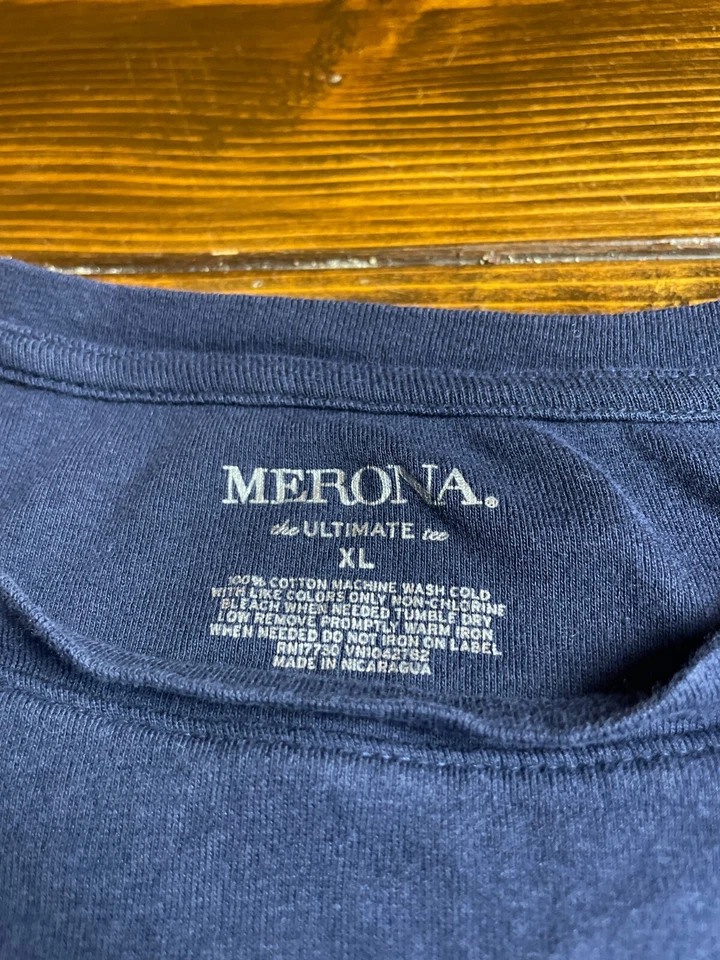 MERONA®
the ULTIMATE tee
XL
100% COTTON MACHINE WASH COLD
WITH LIKE COLORS ONLY NON-CHLORINE
BLEACH WHEN NEEDED TUMBLE DRY
LOW REMOVE PROMPTLY WARM IRON
WHEN NEEDED DO NOT IRON ON LABEL
RN17730
MADE IN NICARAGUA